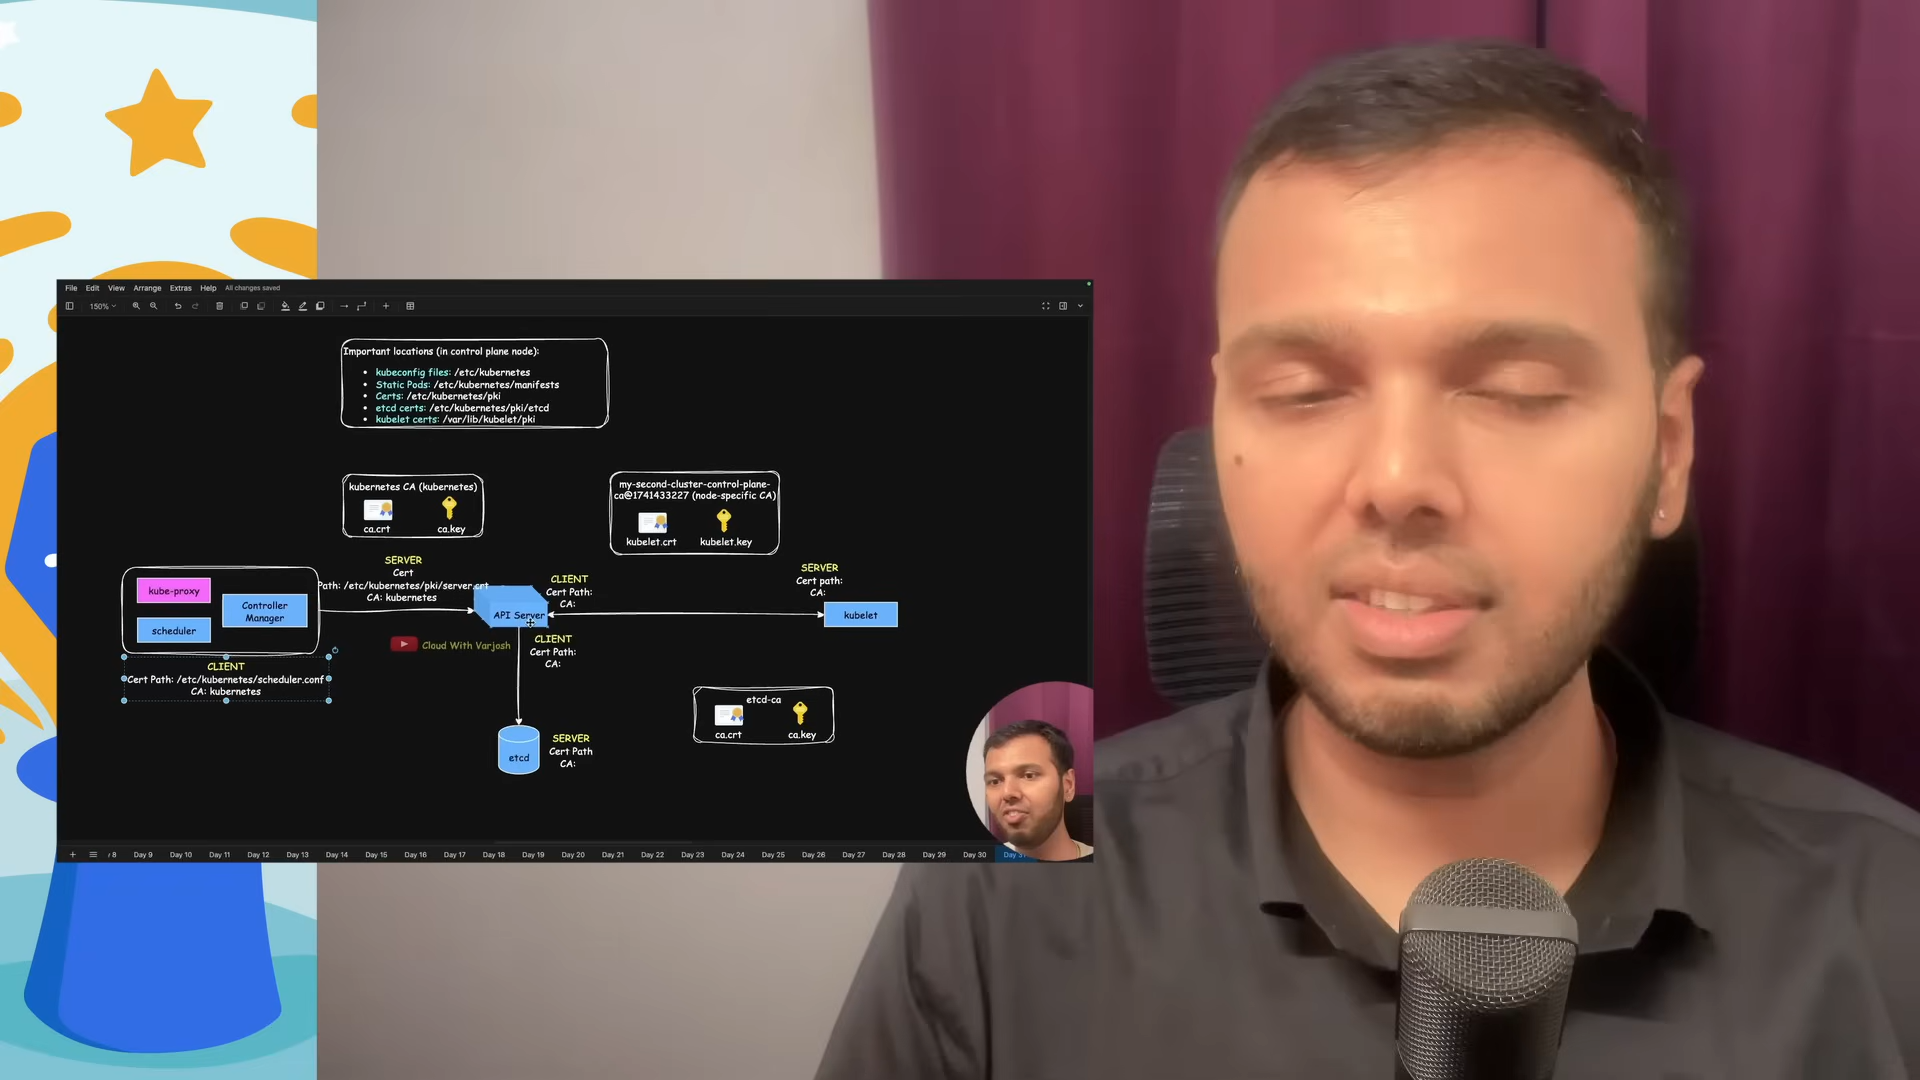 File Edit View Arrange Extras Help All changes saved
150%
Important locations (in control plane node):
• kubeconfig files: /etc/kubernetes
• Static Pods: /etc/kubernetes/manifests
• Certs: /etc/kubernetes/pki
• etcd certs: /etc/kubernetes/pki/etcd
• kubelet certs: /var/lib/kubelet/pki
kubernetes CA (kubernetes)
ca.crt ca.key
my-second-cluster-control-plane-
ca@1741433227 (node-specific CA)
kubelet.crt kubelet.key
SERVER
Cert
Path: /etc/kubernetes/pki/server.crt
CA: kubernetes
kube-proxy
Controller
Manager
scheduler
CLIENT
Cert Path: /etc/kubernetes/scheduler.conf
CA: kubernetes
API Server
CLIENT
Cert Path:
CA:
SERVER
Cert path:
CA:
kubelet
Cloud With Varjosh
CLIENT
Cert Path:
CA:
etcd-ca
ca.crt ca.key
etcd
SERVER
Cert Path
CA:
8 Day 9 Day 10 Day 11 Day 12 Day 13 Day 14 Day 15 Day 16 Day 17 Day 18 Day 19 Day 20 Day 21 Day 22 Day 23 Day 24 Day 25 Day 26 Day 27 Day 28 Day 29 Day 30 Day 31